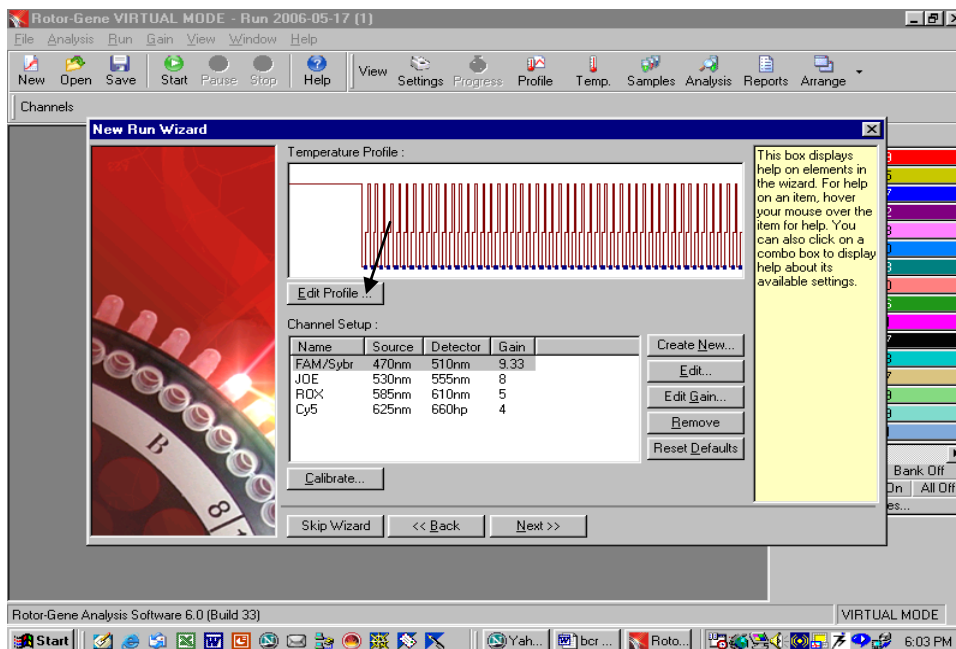 Rotor-Gene VIRTUAL MODE - Run 2006-05-17 (1)
File Analysis Run Gain View Window Help
New Open Save Start Pause Stop Help View Settings Progress Profile Temp. Samples Analysis Reports Arrange
Channels
New Run Wizard
Temperature Profile :
Edit Profile ...
Channel Setup :
Name Source Detector Gain
FAM/Sybr 470nm 510nm 9.33
JOE 530nm 555nm 8
ROX 585nm 610nm 5
Cy5 625nm 660hp 4
Create New...
Edit...
Edit Gain...
Remove
Reset Defaults
Calibrate...
Skip Wizard << Back Next >>
This box displays
help on elements in
the wizard. For help
on an item, hover
your mouse over the
item for help. You
can also click on a
combo box to display
help about its
available settings.
B
8
Bank Off
On All Off
es...
Rotor-Gene Analysis Software 6.0 (Build 33) VIRTUAL MODE
Start Yah... bcr ... Roto... 6:03 PM